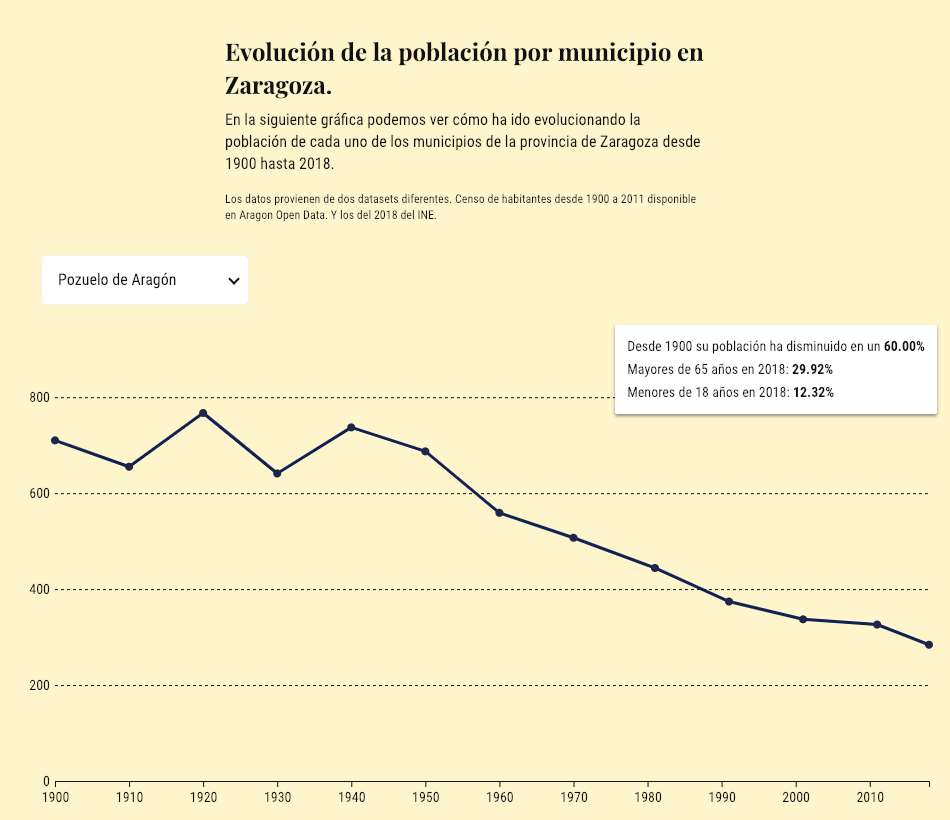 Evolución de la población por municipio en
Zaragoza.
En la siguiente gráfica podemos ver cómo ha ido evolucionando la
población de cada uno de los municipios de la provincia de Zaragoza desde
1900 hasta 2018.
Los datos provienen de dos datasets diferentes. Censo de habitantes desde 1900 a 2011 disponible
en Aragon Open Data. Y los del 2018 del INE.
Pozuelo de Aragón
Desde 1900 su población ha disminuido en un 60.00%
Mayores de 65 años en 2018: 29.92%
Menores de 18 años en 2018: 12.32%
800
600
400
200
0
1900 1910 1920 1930 1940 1950 1960 1970 1980 1990 2000 2010